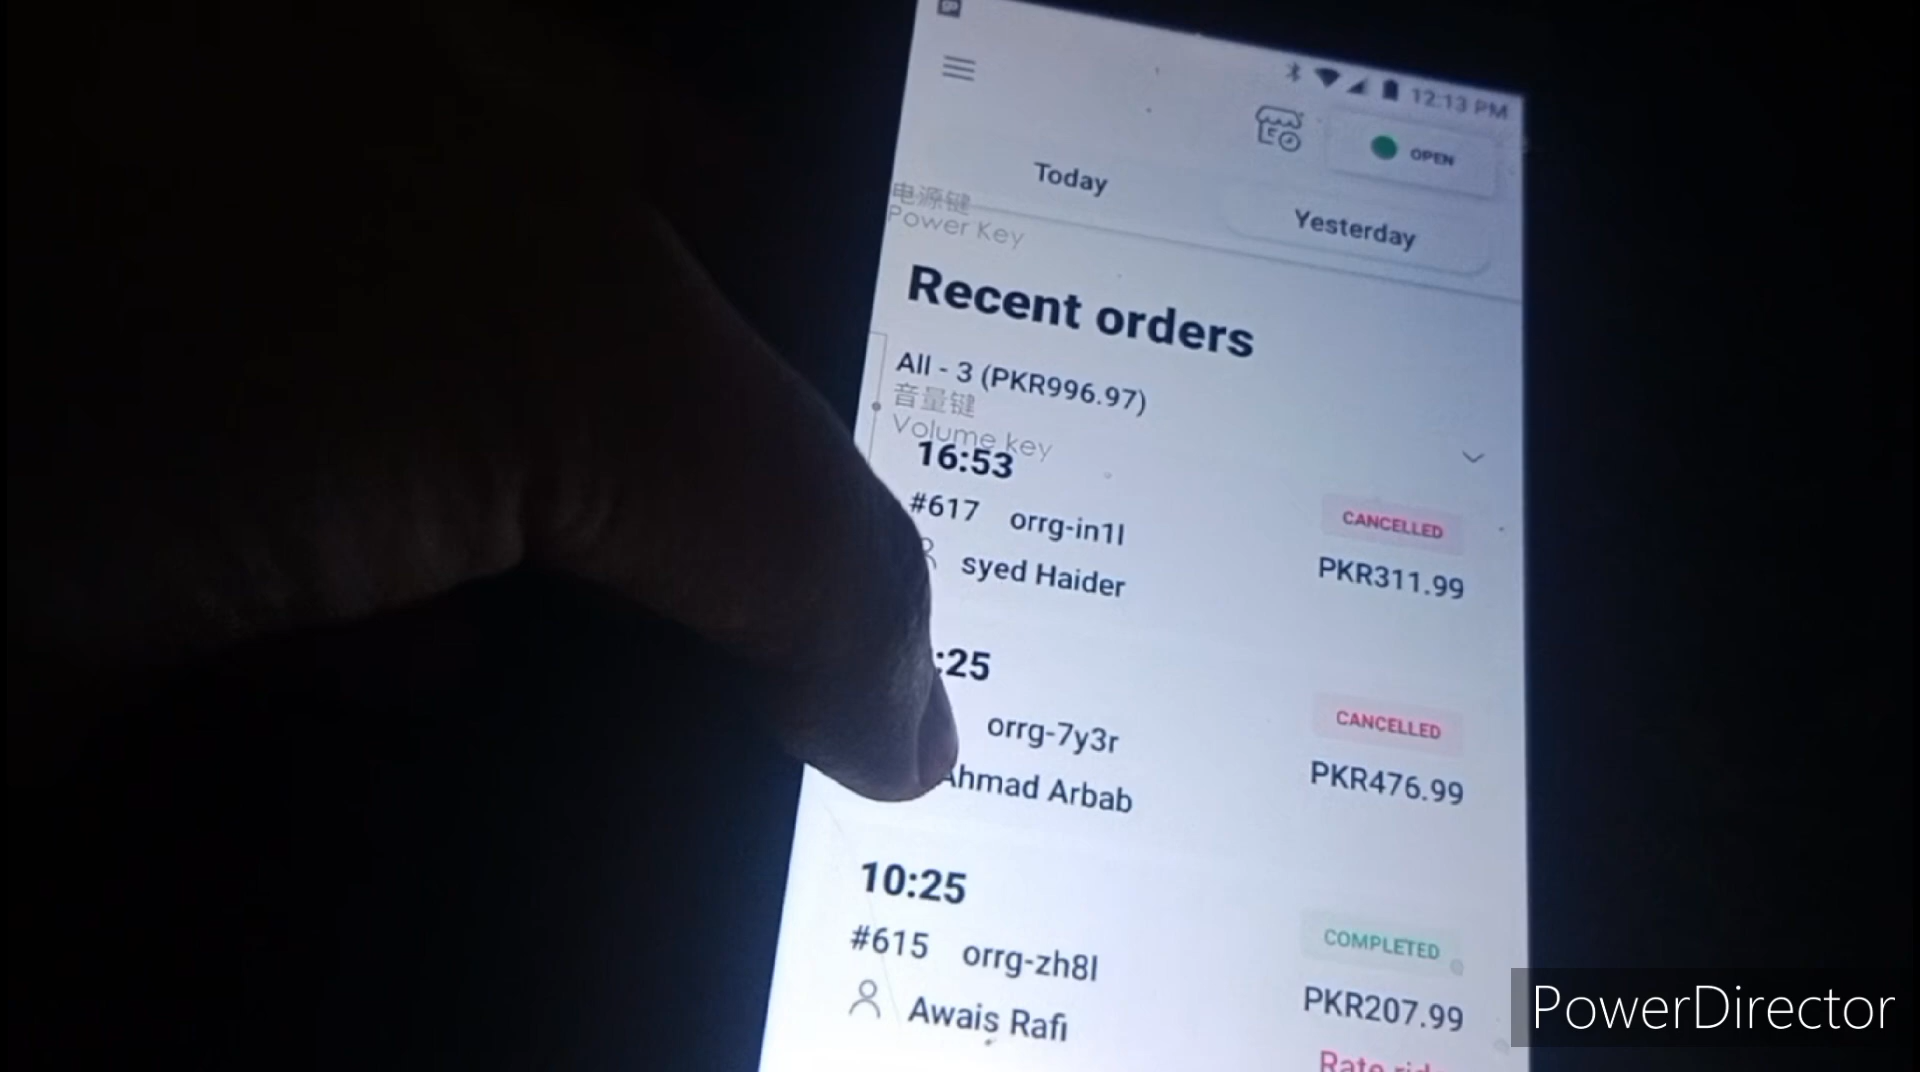 12:13 PM
OPEN
Today
Yesterday
电源键
Power Key
Recent orders
All - 3 (PKR996.97)
音量键
Volume key
16:53
CANCELLED
#617 orrg-in1l
PKR311.99
syed Haider
:25
CANCELLED
orrg-7y3r
PKR476.99
Ahmad Arbab
10:25
COMPLETED
#615 orrg-zh8l
PKR207.99
Awais Rafi
Rate
PowerDirector